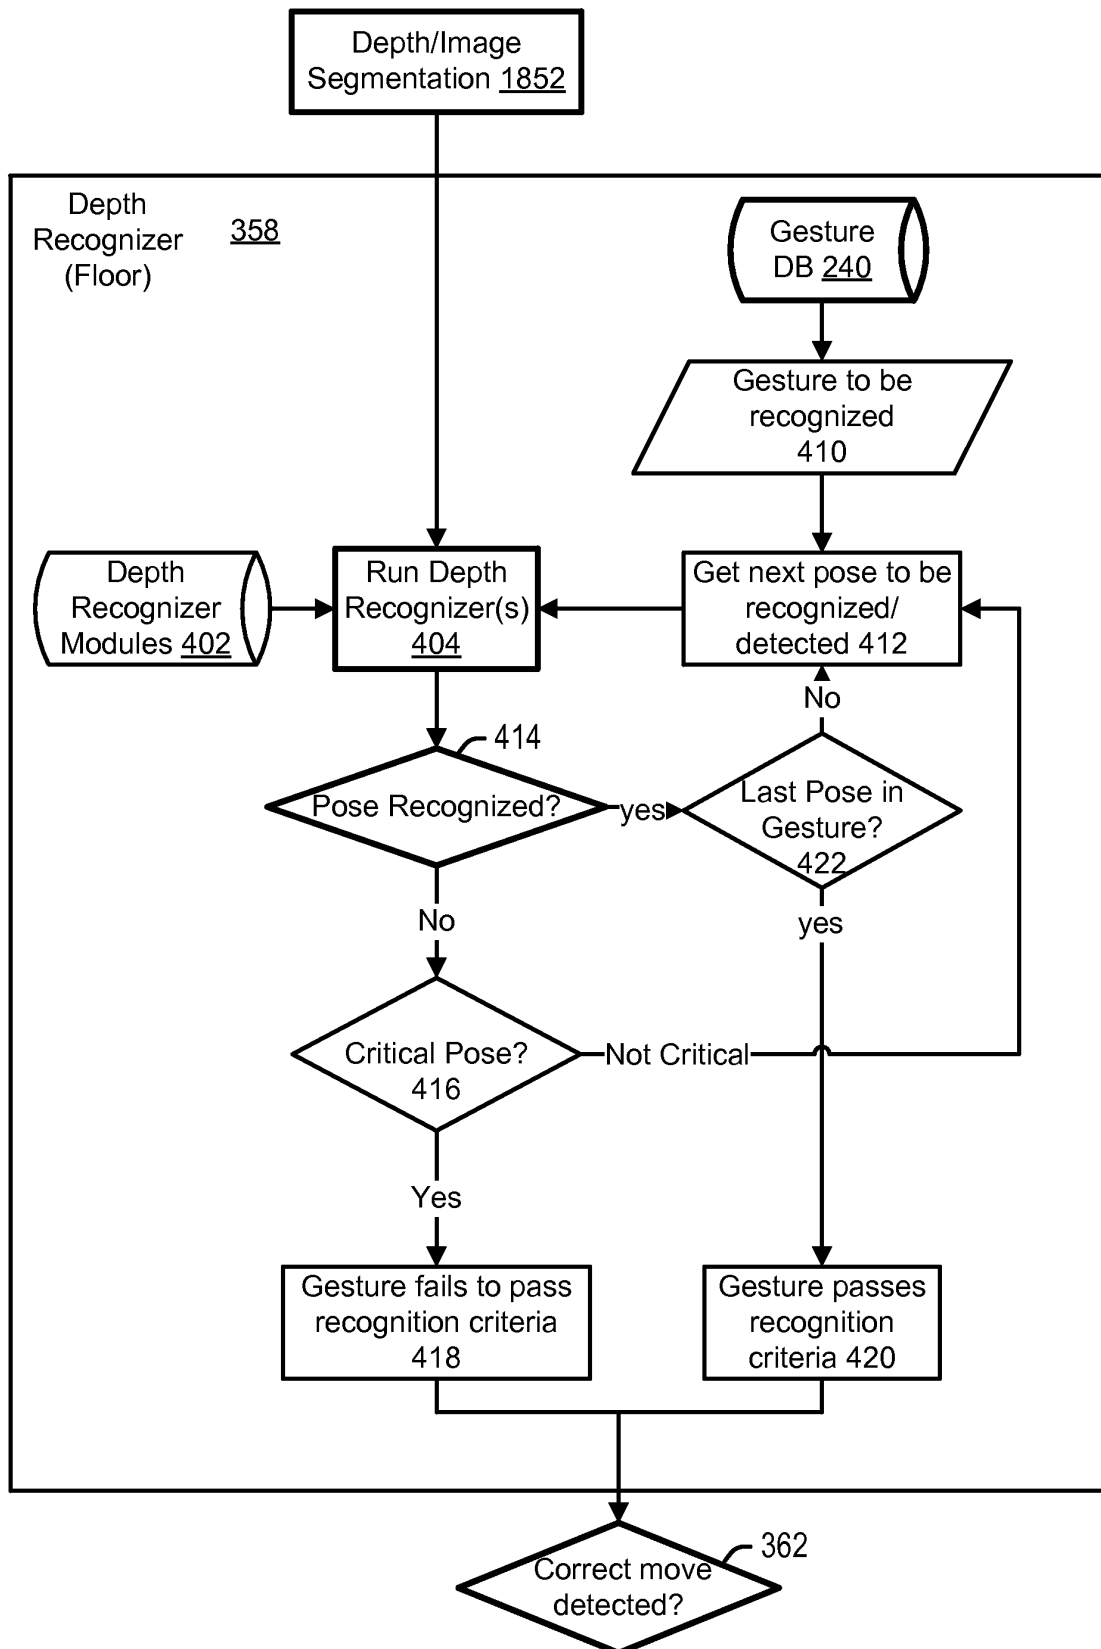 Depth/Image
Segmentation 1852
Depth
Recognizer
(Floor)
358
Gesture
DB 240
Gesture to be
recognized
410
Depth
Recognizer
Modules 402
Run Depth
Recognizer(s)
404
Get next pose to be
recognized/
detected 412
No
414
Pose Recognized?
yes
Last Pose in
Gesture?
422
No
yes
Critical Pose?
416
Not Critical
Yes
Gesture fails to pass
recognition criteria
418
Gesture passes
recognition
criteria 420
362
Correct move
detected?